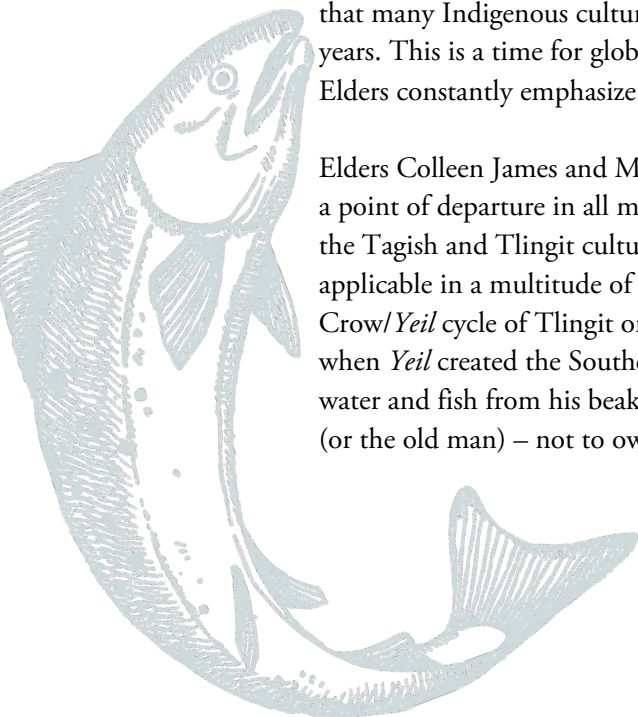 that many Indigenous cultur
years. This is a time for glob
Elders constantly emphasize
Elders Colleen James and M
a point of departure in all m
the Tagish and Tlingit cultu
applicable in a multitude of
Crow/Yeil cycle of Tlingit or
when Yeil created the South
water and fish from his beak
(or the old man) – not to ow